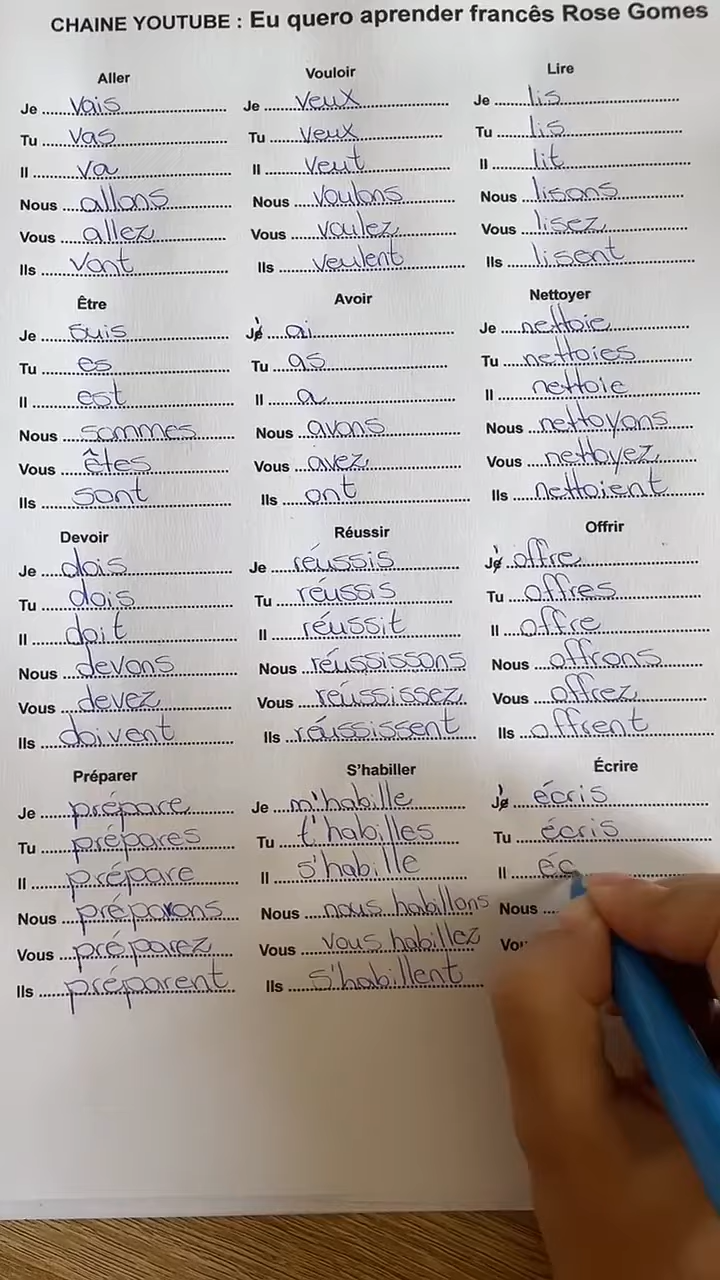 CHAINE YOUTUBE : Eu quero aprender francês Rose Gomes
Aller
Je vais
Tu vas
Il va
Nous allons
Vous allez
Ils vont
Vouloir
Je veux
Tu veux
Il veut
Nous voulons
Vous voulez
Ils veulent
Lire
Je lis
Tu lis
Il lit
Nous lisons
Vous lisez
Ils lisent
Être
Je suis
Tu es
Il est
Nous sommes
Vous êtes
Ils sont
Avoir
J' ai
Tu as
Il a
Nous avons
Vous avez
Ils ont
Nettoyer
Je nettoie
Tu nettoies
Il nettoie
Nous nettoyons
Vous nettoyez
Ils nettoient
Devoir
Je dois
Tu dois
Il doit
Nous devons
Vous devez
Ils doivent
Réussir
Je réussis
Tu réussis
Il réussit
Nous réussissons
Vous réussissez
Ils réussissent
Offrir
J' offre
Tu offres
Il offre
Nous offrons
Vous offrez
Ils offrent
Préparer
Je prépare
Tu prépares
Il prépare
Nous préparons
Vous préparez
Ils préparent
S'habiller
Je m'habille
Tu t'habilles
Il s'habille
Nous nous habillons
Vous vous habillez
Ils s'habillent
Écrire
J' écris
Tu écris
Il éc
Nous